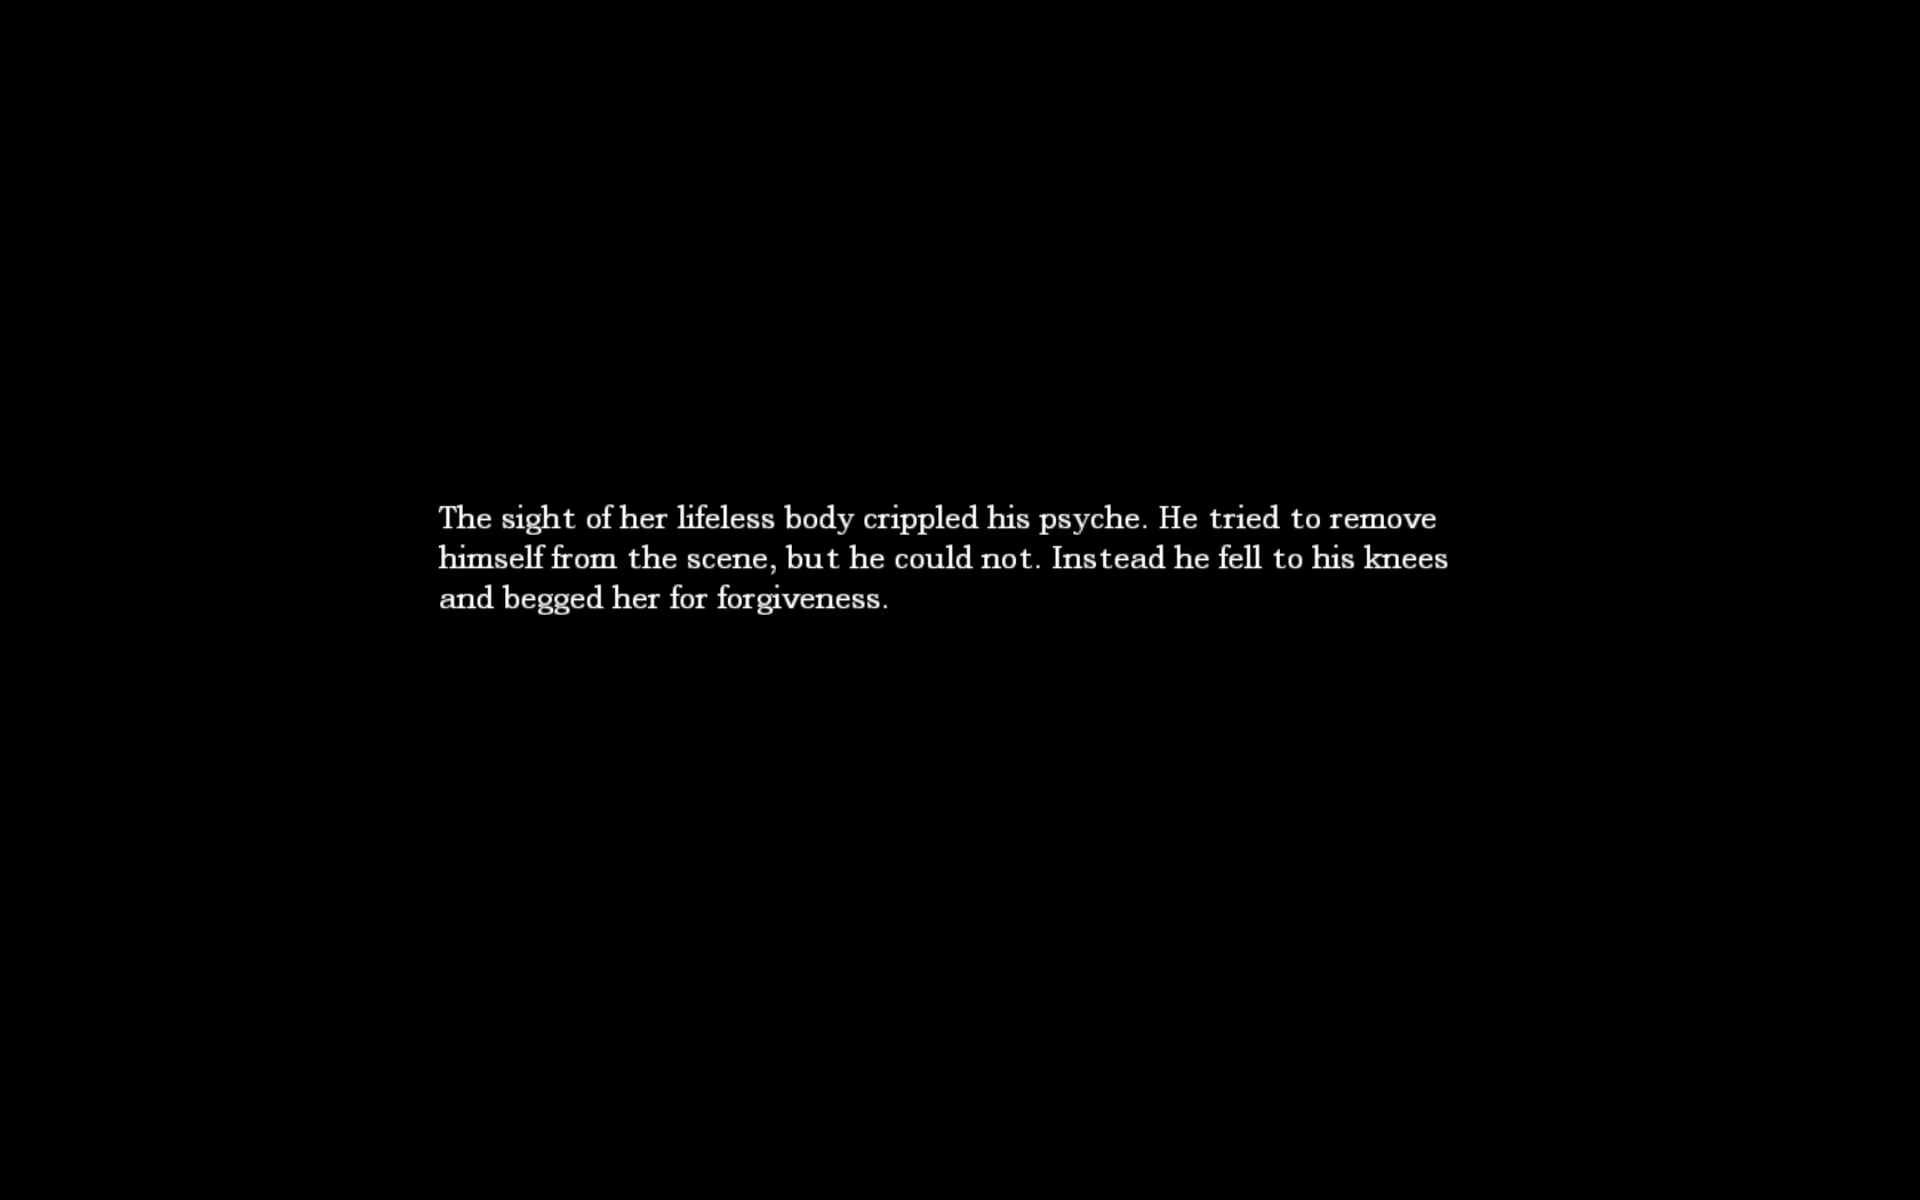 The sight of her lifeless body crippled his psyche. He tried to remove
himself from the scene, but he could not. Instead he fell to his knees
and begged her for forgiveness.